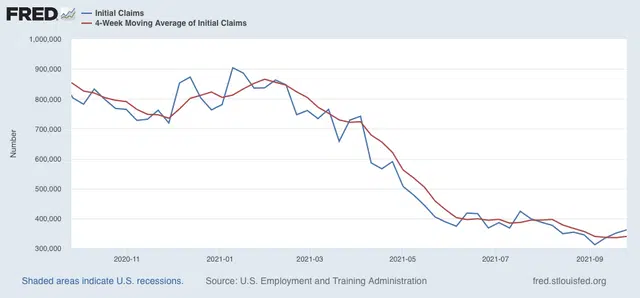 FRED
Initial Claims
4-Week Moving Average of Initial Claims
1,000,000
900,000
800,000
700,000
600,000
500,000
400,000
300,000
Number
2020-11 2021-01 2021-03 2021-05 2021-07 2021-09
Shaded areas indicate U.S. recessions. Source: U.S. Employment and Training Administration fred.stlouisfed.org